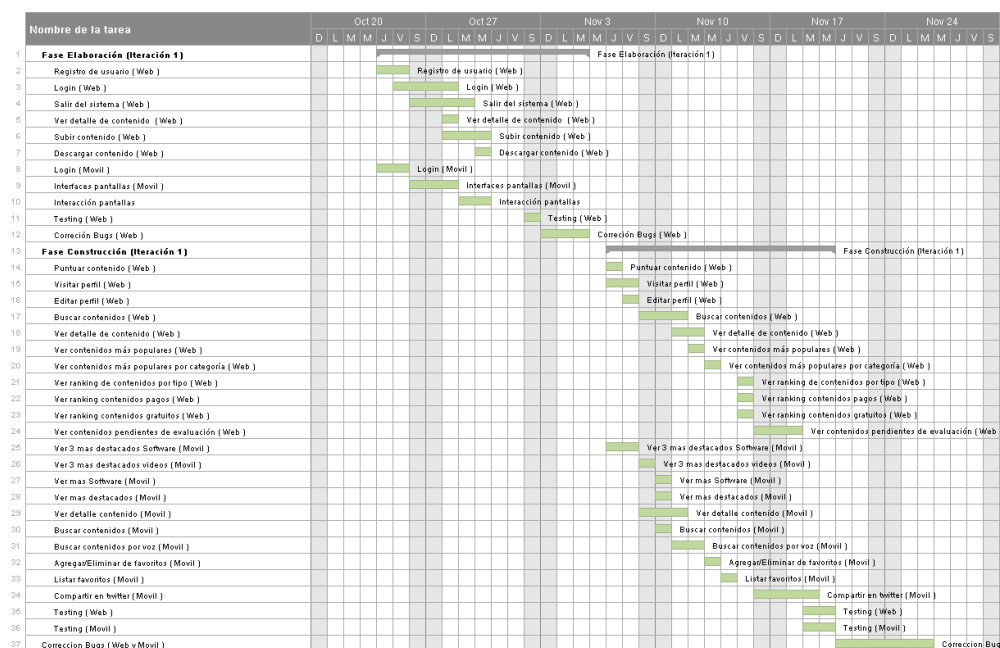 Nombre de la tarea
Oct 20 Oct 27 Nov 3 Nov 10 Nov 17 Nov 24
D L M M J V S D L M M J V S D L M M J V S D L M M J V S D L M M J V S D L M M J V S
1 Fase Elaboración (Iteración 1) Fase Elaboración (Iteración 1)
2 Registro de usuario ( Web ) Registro de usuario ( Web )
3 Login ( Web ) Login ( Web )
4 Salir del sistema ( Web ) Salir del sistema ( Web )
5 Ver detalle de contenido ( Web ) Ver detalle de contenido ( Web )
6 Subir contenido ( Web ) Subir contenido ( Web )
7 Descargar contenido ( Web ) Descargar contenido ( Web )
8 Login ( Movil ) Login ( Movil )
9 Interfaces pantallas ( Movil ) Interfaces pantallas ( Movil )
10 Interacción pantallas Interacción pantallas
11 Testing ( Web ) Testing ( Web )
12 Correción Bugs ( Web ) Correción Bugs ( Web )
13 Fase Construcción (Iteración 1) Fase Construcción (Iteración 1)
14 Puntuar contenido ( Web ) Puntuar contenido ( Web )
15 Visitar perfil ( Web ) Visitar perfil ( Web )
16 Editar perfil ( Web ) Editar perfil ( Web )
17 Buscar contenidos ( Web ) Buscar contenidos ( Web )
18 Ver detalle de contenido ( Web ) Ver detalle de contenido ( Web )
19 Ver contenidos más populares ( Web ) Ver contenidos más populares ( Web )
20 Ver contenidos más populares por categoría ( Web ) Ver contenidos más populares por categoría ( Web )
21 Ver ranking de contenidos por tipo ( Web ) Ver ranking de contenidos por tipo ( Web )
22 Ver ranking contenidos pagos ( Web ) Ver ranking contenidos pagos ( Web )
23 Ver ranking contenidos gratuitos ( Web ) Ver ranking contenidos gratuitos ( Web )
24 Ver contenidos pendientes de evaluación ( Web ) Ver contenidos pendientes de evaluación ( Web
25 Ver 3 mas destacados Software ( Movil ) Ver 3 mas destacados Software ( Movil )
26 Ver 3 mas destacados videos ( Movil ) Ver 3 mas destacados videos ( Movil )
27 Ver mas Software ( Movil ) Ver mas Software ( Movil )
28 Ver mas destacados ( Movil ) Ver mas destacados ( Movil )
29 Ver detalle contenido ( Movil ) Ver detalle contenido ( Movil )
30 Buscar contenidos ( Movil ) Buscar contenidos ( Movil )
31 Buscar contenidos por voz ( Movil ) Buscar contenidos por voz ( Movil )
32 Agregar/Eliminar de favoritos ( Movil ) Agregar/Eliminar de favoritos ( Movil )
33 Listar favoritos ( Movil ) Listar favoritos ( Movil )
34 Compartir en twitter ( Movil ) Compartir en twitter ( Movil )
35 Testing ( Web ) Testing ( Web )
36 Testing ( Movil ) Testing ( Movil )
37 Correccion Bugs ( Web y Movil ) Correccion Bug